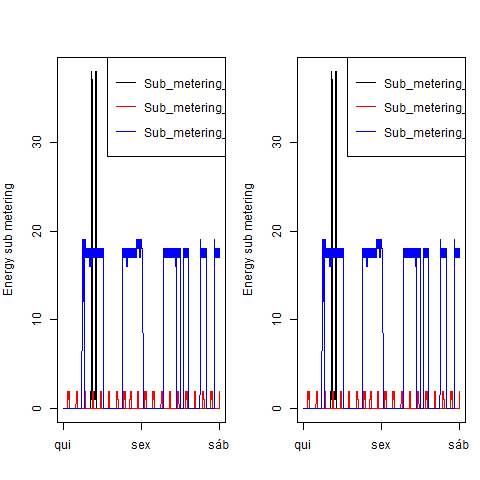 Energy sub metering
30
20
10
0
qui sex sáb
Sub_metering_
Sub_metering_
Sub_metering_
Energy sub metering
30
20
10
0
qui sex sáb
Sub_metering_
Sub_metering_
Sub_metering_